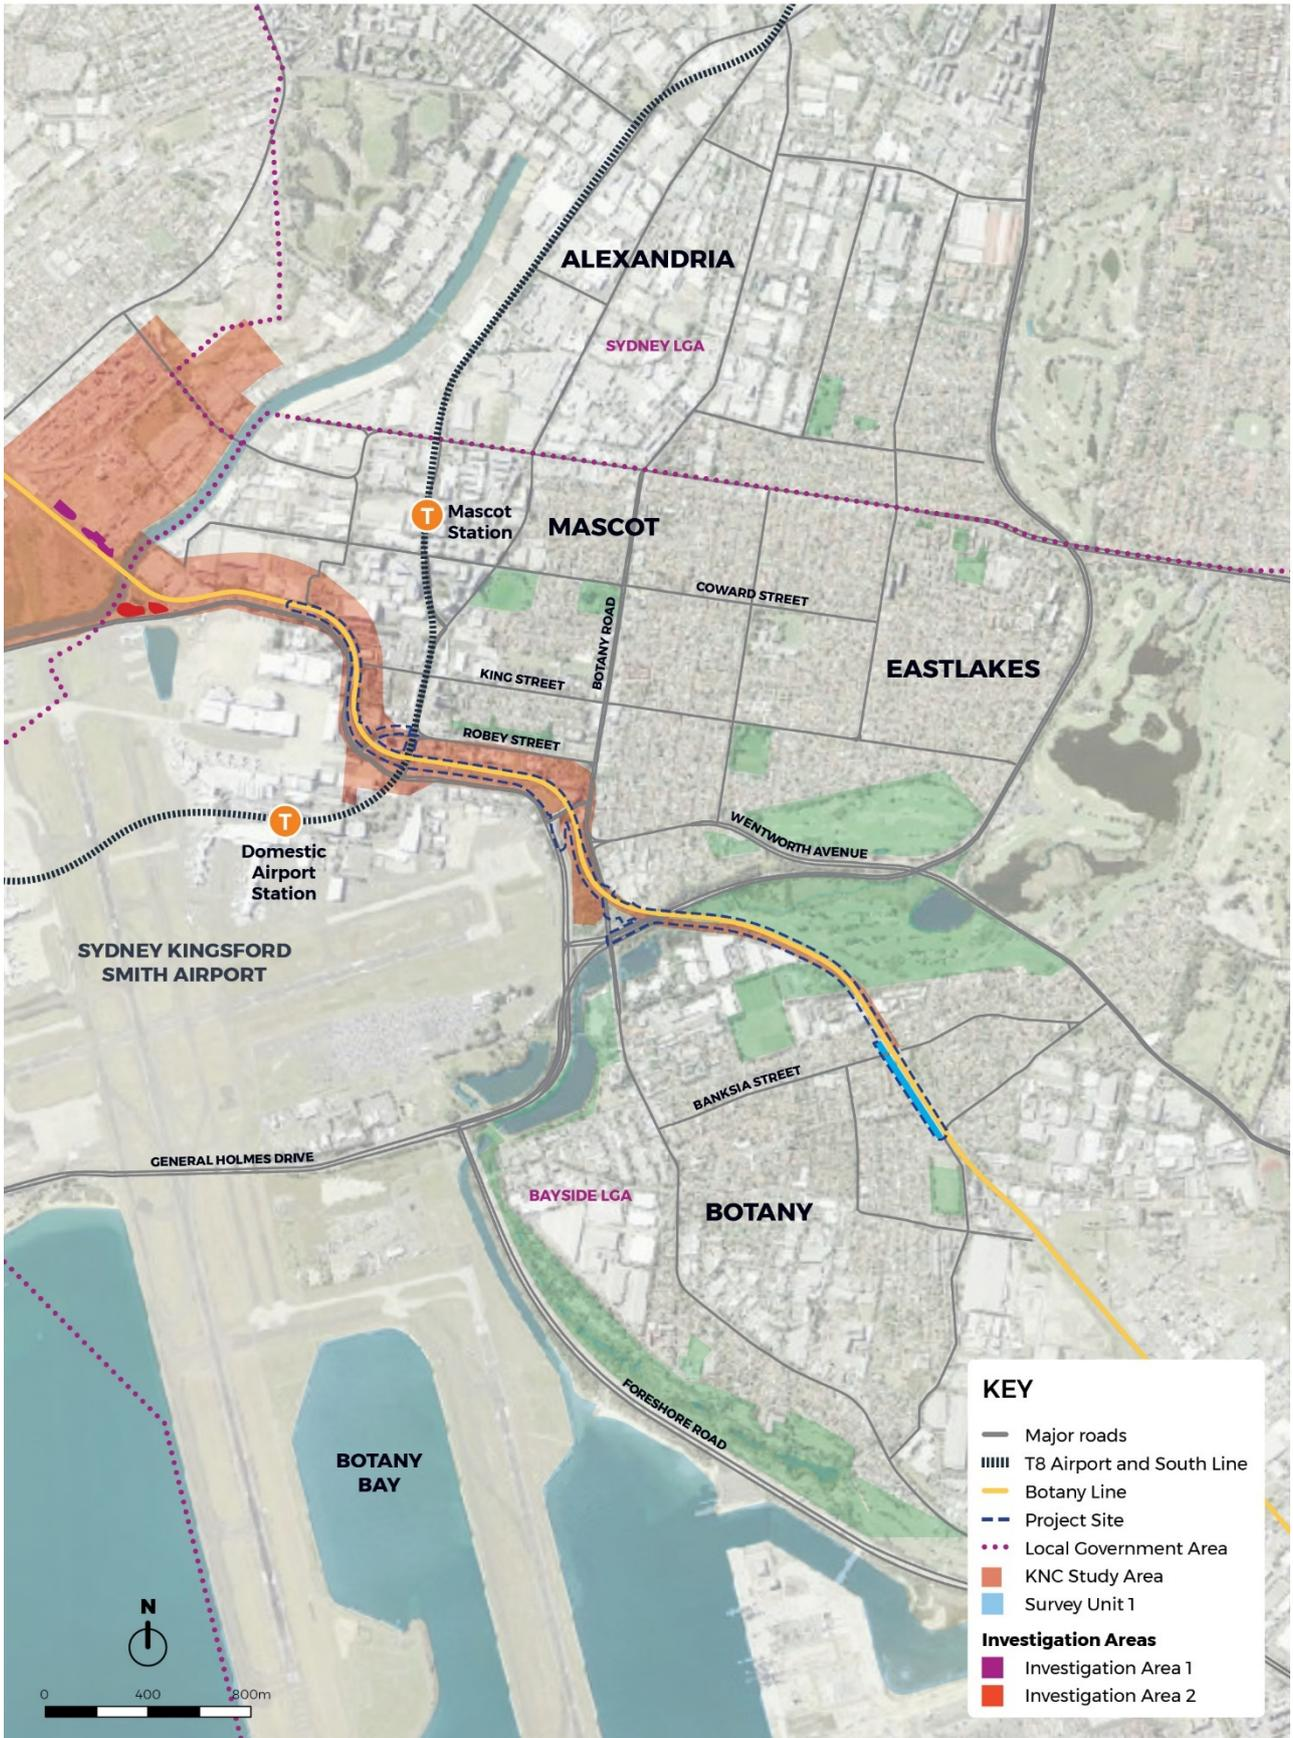 ALEXANDRIA
SYDNEY LGA
T
Mascot
Station
MASCOT
COWARD STREET
BOTANY ROAD
EASTLAKES
KING STREET
ROBEY STREET
T
Domestic
Airport
Station
WENTWORTH AVENUE
SYDNEY KINGSFORD
SMITH AIRPORT
BANKSIA STREET
GENERAL HOLMES DRIVE
BAYSIDE LGA
BOTANY
FORESHORE ROAD
BOTANY
BAY
N
0 400 800m
KEY
Major roads
T8 Airport and South Line
Botany Line
Project Site
Local Government Area
KNC Study Area
Survey Unit 1
Investigation Areas
Investigation Area 1
Investigation Area 2